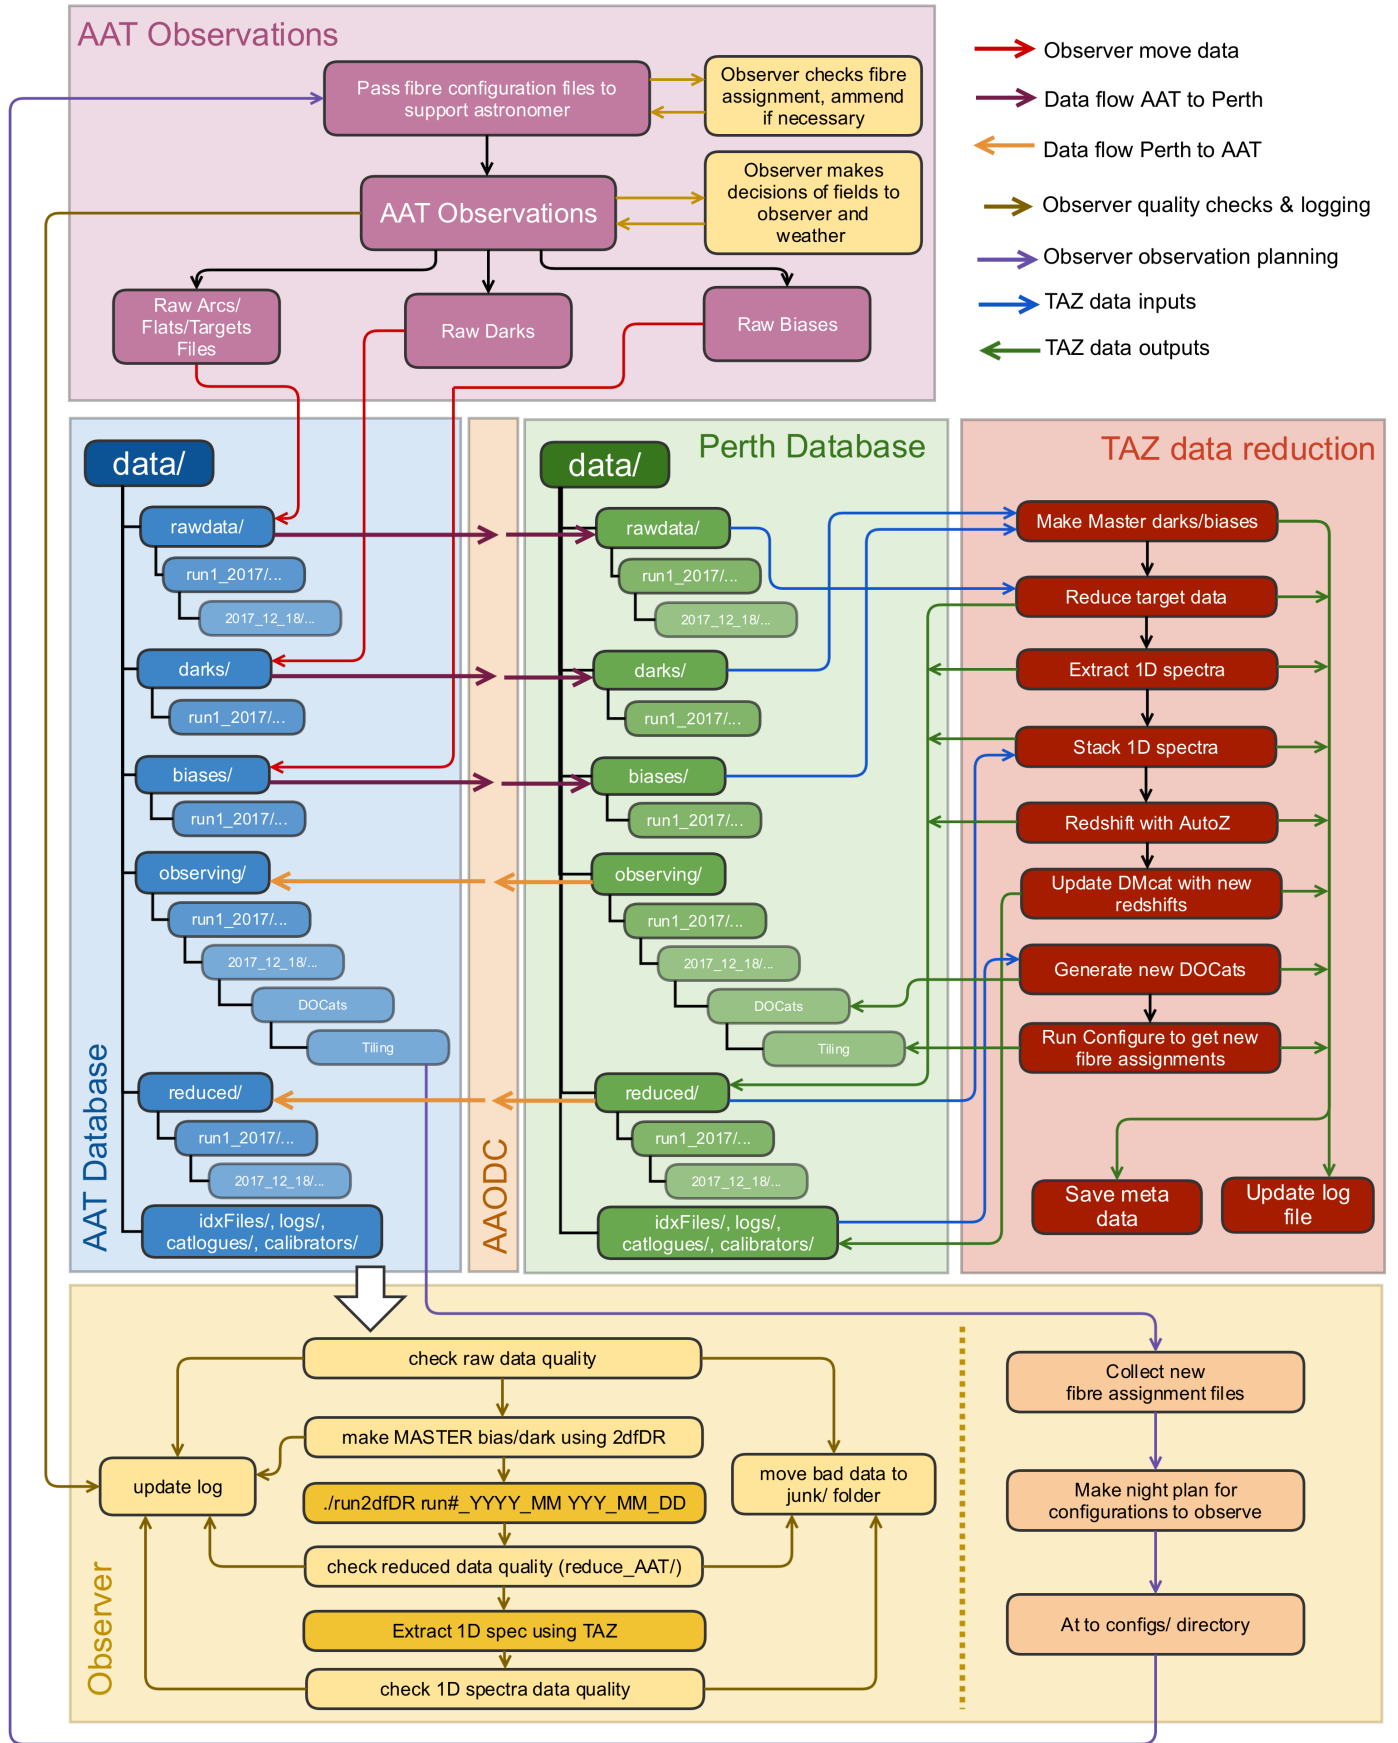 AAT Observations
Pass fibre configuration files to
support astronomer
Observer checks fibre
assignment, ammend
if necessary
AAT Observations
Observer makes
decisions of fields to
observer and
weather
Raw Arcs/
Flats/Targets
Files
Raw Darks
Raw Biases
Observer move data
Data flow AAT to Perth
Data flow Perth to AAT
Observer quality checks & logging
Observer observation planning
TAZ data inputs
TAZ data outputs
data/
rawdata/
run1_2017/...
2017_12_18/...
darks/
run1_2017/...
biases/
run1_2017/...
observing/
run1_2017/...
2017_12_18/...
DOCats
Tiling
reduced/
run1_2017/...
2017_12_18/...
idxFiles/, logs/,
catlogues/, calibrators/
AAT Database
AAODC
Perth Database
data/
rawdata/
run1_2017/...
2017_12_18/...
darks/
run1_2017/...
biases/
run1_2017/...
observing/
run1_2017/...
2017_12_18/...
DOCats
Tiling
reduced/
run1_2017/...
2017_12_18/...
idxFiles/, logs/,
catlogues/, calibrators/
TAZ data reduction
Make Master darks/biases
Reduce target data
Extract 1D spectra
Stack 1D spectra
Redshift with AutoZ
Update DMcat with new
redshifts
Generate new DOCats
Run Configure to get new
fibre assignments
Save meta
data
Update log
file
Observer
check raw data quality
make MASTER bias/dark using 2dfDR
update log
./run2dfDR run#_YYYY_MM YYY_MM_DD
move bad data to
junk/ folder
check reduced data quality (reduce_AAT/)
Extract 1D spec using TAZ
check 1D spectra data quality
Collect new
fibre assignment files
Make night plan for
configurations to observe
At to configs/ directory